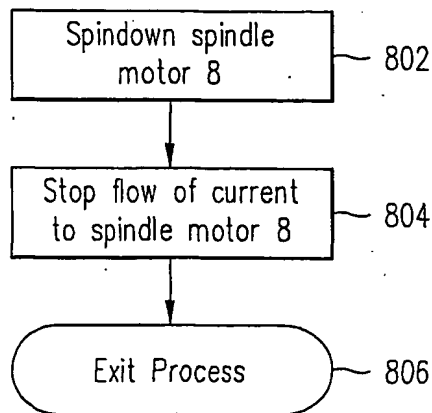 Spindown spindle
motor 8
802
Stop flow of current
to spindle motor 8
804
Exit Process
806